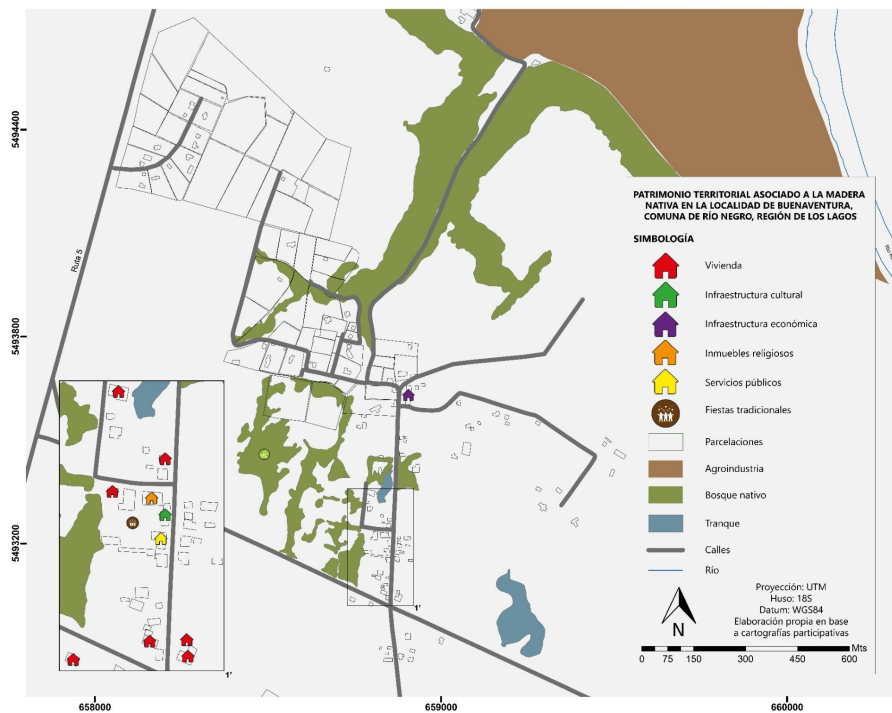 5494400
5493800
5493200
Ruta 5
PATRIMONIO TERRITORIAL ASOCIADO A LA MADERA
NATIVA EN LA LOCALIDAD DE BUENAVENTURA,
COMUNA DE RÍO NEGRO, REGIÓN DE LOS LAGOS
SIMBOLOGÍA
Vivienda
Infraestructura cultural
Infraestructura económica
Inmuebles religiosos
Servicios públicos
Fiestas tradicionales
Parcelaciones
Agroindustria
Bosque nativo
Tranque
Calles
Río
Proyección: UTM
Huso: 18S
Datum: WGS84
Elaboración propia en base
a cartografías participativas
N
Mts
0 75 150 300 450 600
1'
1'
658000
659000
660000